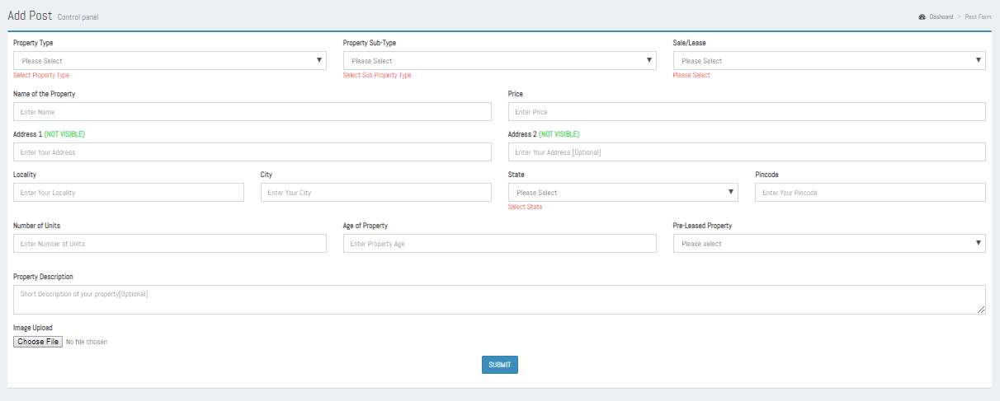 Add Post Control panel
Dashoard > Post Form
Property Type Property Sub-Type Sale/Lease
Please Select Please Select Please Select
Select Property Type Select Sub Property Type Please Select
Name of the Property Price
Enter Name Enter Price
Address 1 (NOT VISIBLE) Address 2 (NOT VISIBLE)
Enter Your Address Enter Your Address [Optional]
Locality City State Pincode
Enter Your Locality Enter Your City Please Select Enter Your Pincode
Select State
Number of Units Age of Property Pre-Leased Property
Enter Number of Units Enter Property Age Please select
Property Description
Short Description of your property[Optional]
Image Upload
Choose File No file chosen
SUBMIT